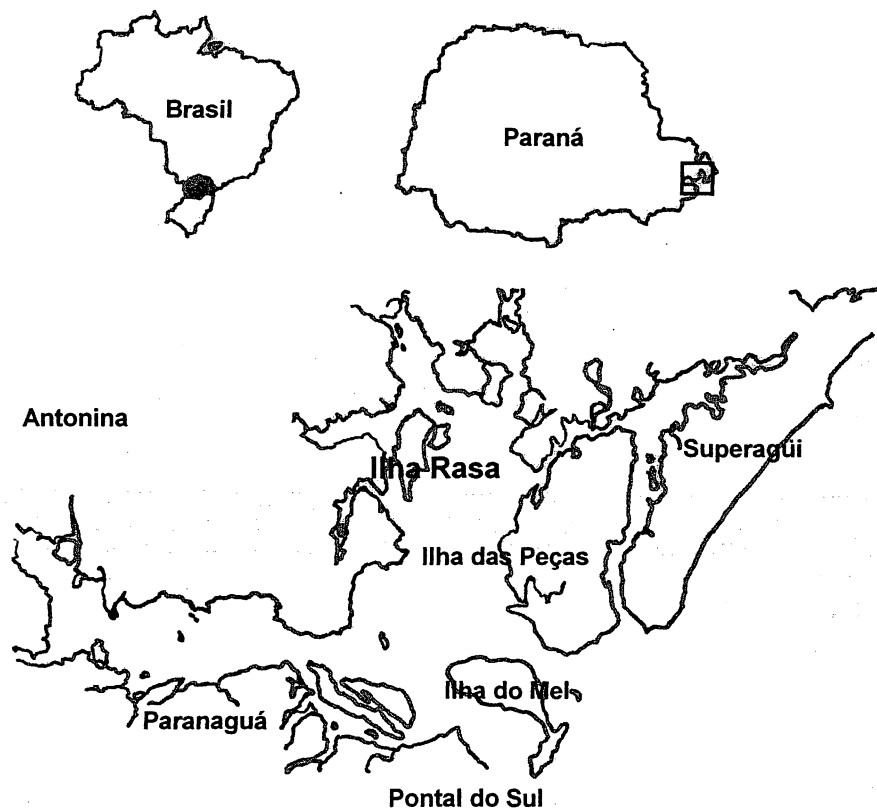 Brasil
Paraná
Antonina
Ilha Rasa
Superagüi
Ilha das Peças
Ilha do Mel
Paranaguá
Pontal do Sul